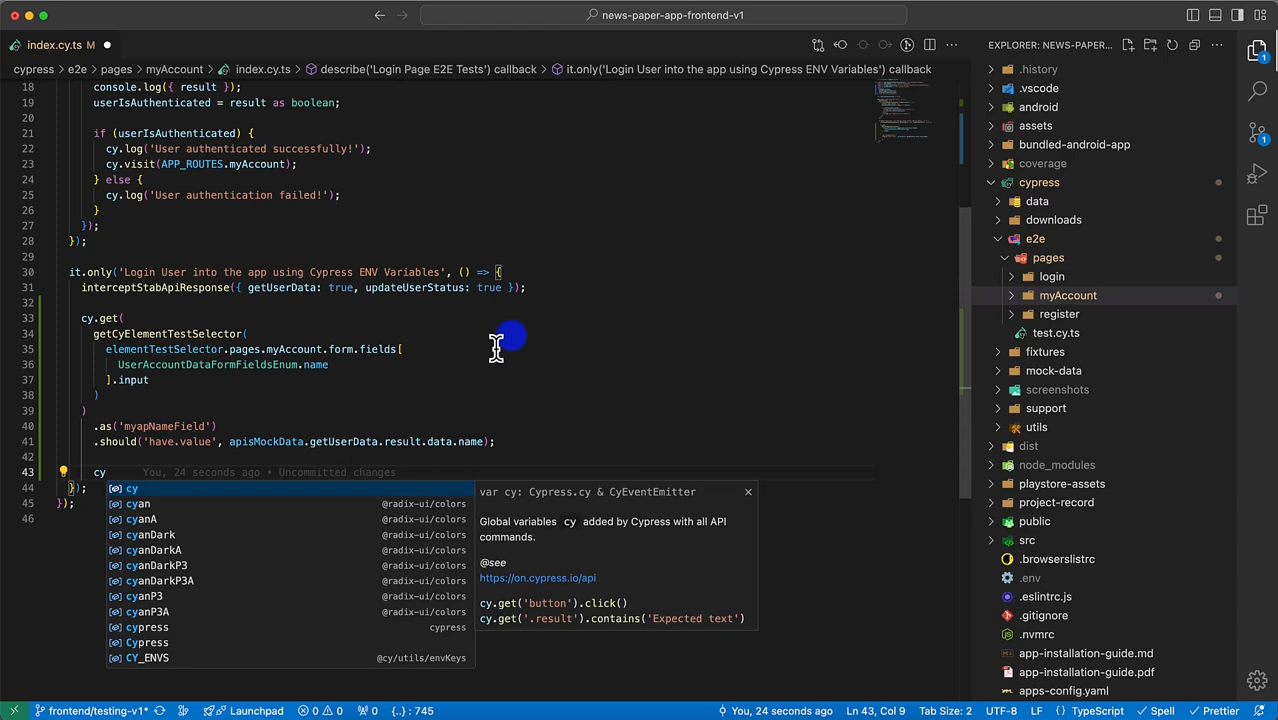 news-paper-app-frontend-v1
index.cy.ts M
EXPLORER: NEWS-PAPER...
cypress > e2e > pages > myAccount > index.cy.ts > describe('Login Page E2E Tests') callback > it.only('Login User into the app using Cypress ENV Variables') callback
18 console.log({ result });
19 userIsAuthenticated = result as boolean;
20
21 if (userIsAuthenticated) {
22 cy.log('User authenticated successfully!');
23 cy.visit(APP_ROUTES.myAccount);
24 } else {
25 cy.log('User authentication failed!');
26 }
27 });
28 });
29
30 it.only('Login User into the app using Cypress ENV Variables', () => {
31 interceptStabApiResponse({ getUserData: true, updateUserStatus: true });
32
33 cy.get(
34 getCyElementTestSelector(
35 elementTestSelector.pages.myAccount.form.fields[
36 UserAccountDataFormFieldsEnum.name
37 ].input
38 )
39 )
40 .as('myapNameField')
41 .should('have.value', apisMockData.getUserData.result.data.name);
42
43 cy You, 24 seconds ago • Uncommitted changes
44 });
45 });
46
cy
cyan @radix-ui/colors
cyanA @radix-ui/colors
cyanDark @radix-ui/colors
cyanDarkA @radix-ui/colors
cyanDarkP3 @radix-ui/colors
cyanDarkP3A @radix-ui/colors
cyanP3 @radix-ui/colors
cyanP3A @radix-ui/colors
cypress cypress
Cypress
CY_ENVS @cy/utils/envKeys
var cy: Cypress.cy & CyEventEmitter
Global variables cy added by Cypress with all API
commands.
@see
https://on.cypress.io/api
cy.get('button').click()
cy.get('.result').contains('Expected text')
.history
.vscode
android
assets
bundled-android-app
coverage
cypress
data
downloads
e2e
pages
login
myAccount
register
test.cy.ts
fixtures
mock-data
screenshots
support
utils
dist
node_modules
playstore-assets
project-record
public
src
.browserslistrc
.env
.eslintrc.js
.gitignore
.nvmrc
app-installation-guide.md
app-installation-guide.pdf
apps-config.yaml
1
1
frontend/testing-v1* Launchpad 0 0 0 {..} : 745 You, 24 seconds ago Ln 43, Col 9 Tab Size: 2 UTF-8 LF { } TypeScript Spell Prettier